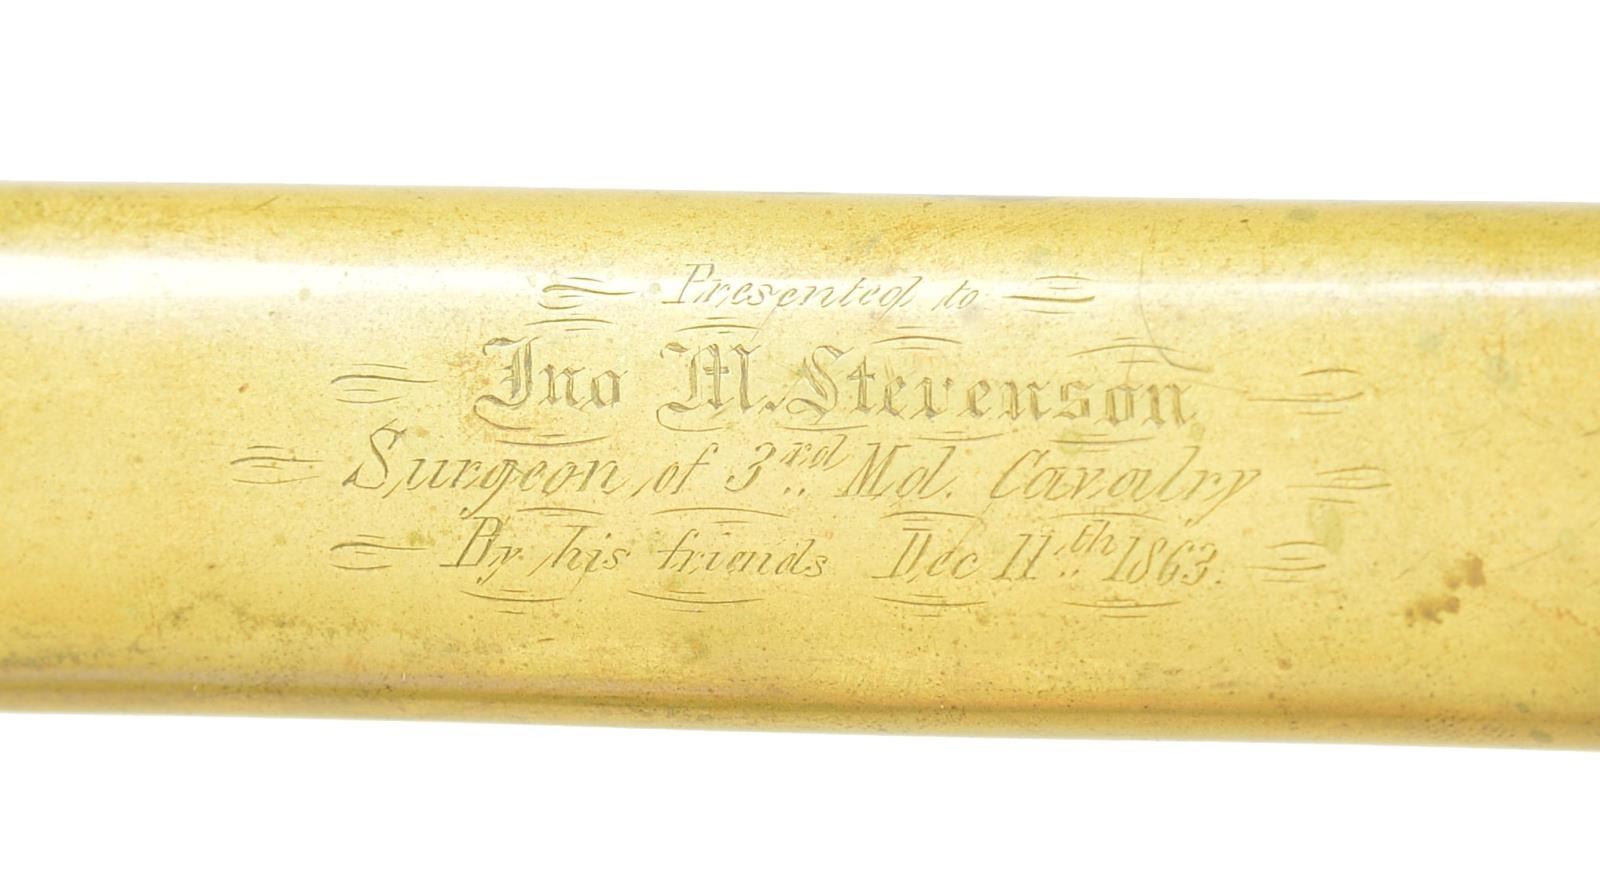 Presented to
Jno M. Stevenson
Surgeon of 3rd Md. Cavalry
By his friends Dec 11th 1863.